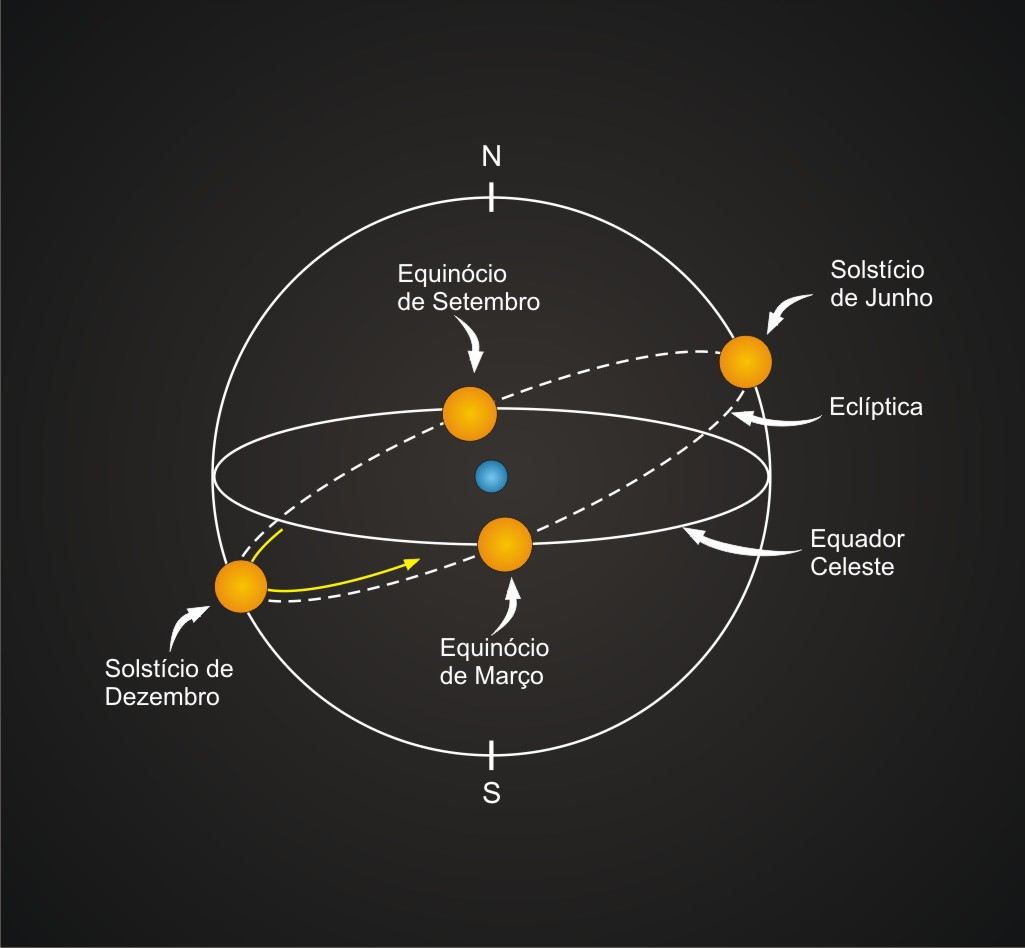 N
Equinócio
de Setembro
Solstício
de Junho
Eclíptica
Equador
Celeste
Equinócio
de Março
Solstício de
Dezembro
S